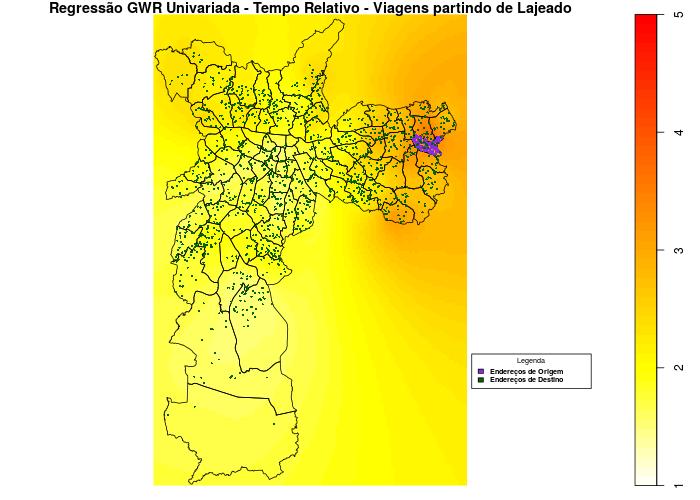 Regressão GWR Univariada - Tempo Relativo - Viagens partindo de Lajeado
5
4
3
2
1
Legenda
Endereços de Origem
Endereços de Destino